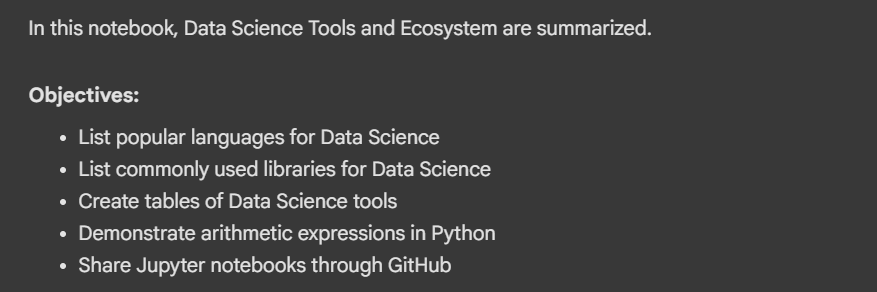 In this notebook, Data Science Tools and Ecosystem are summarized.
Objectives:
• List popular languages for Data Science
• List commonly used libraries for Data Science
• Create tables of Data Science tools
• Demonstrate arithmetic expressions in Python
• Share Jupyter notebooks through GitHub